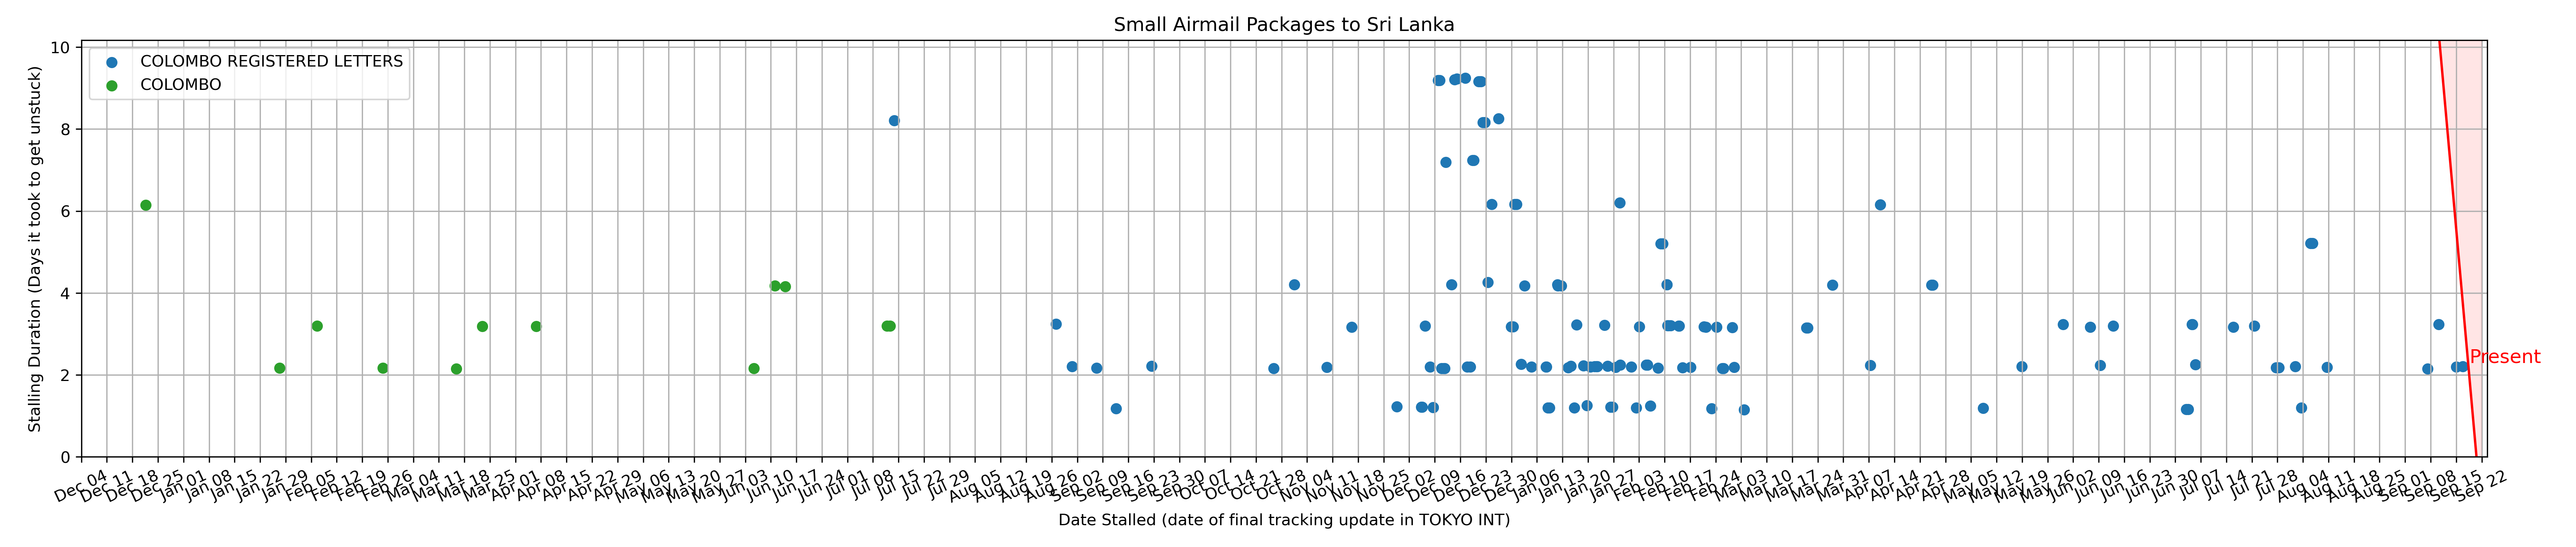 Small Airmail Packages to Sri Lanka
COLOMBO REGISTERED LETTERS
COLOMBO
Stalling Duration (Days it took to get unstuck)
10
8
6
4
2
0
Present
Dec 04
Dec 11
Dec 18
Dec 25
Jan 01
Jan 08
Jan 15
Jan 22
Jan 29
Feb 05
Feb 12
Feb 19
Feb 26
Mar 04
Mar 11
Mar 18
Mar 25
Apr 01
Apr 08
Apr 15
Apr 22
Apr 29
May 06
May 13
May 20
May 27
Jun 03
Jun 10
Jun 17
Jun 24
Jul 01
Jul 08
Jul 15
Jul 22
Jul 29
Aug 05
Aug 12
Aug 19
Aug 26
Sep 02
Sep 09
Sep 16
Sep 23
Sep 30
Oct 07
Oct 14
Oct 21
Oct 28
Nov 04
Nov 11
Nov 18
Nov 25
Dec 02
Dec 09
Dec 16
Dec 23
Dec 30
Jan 06
Jan 13
Jan 20
Jan 27
Feb 03
Feb 10
Feb 17
Feb 24
Mar 03
Mar 10
Mar 17
Mar 24
Mar 31
Apr 07
Apr 14
Apr 21
Apr 28
May 05
May 12
May 19
May 26
Jun 02
Jun 09
Jun 16
Jun 23
Jun 30
Jul 07
Jul 14
Jul 21
Jul 28
Aug 04
Aug 11
Aug 18
Aug 25
Sep 01
Sep 08
Sep 15
Sep 22
Date Stalled (date of final tracking update in TOKYO INT)